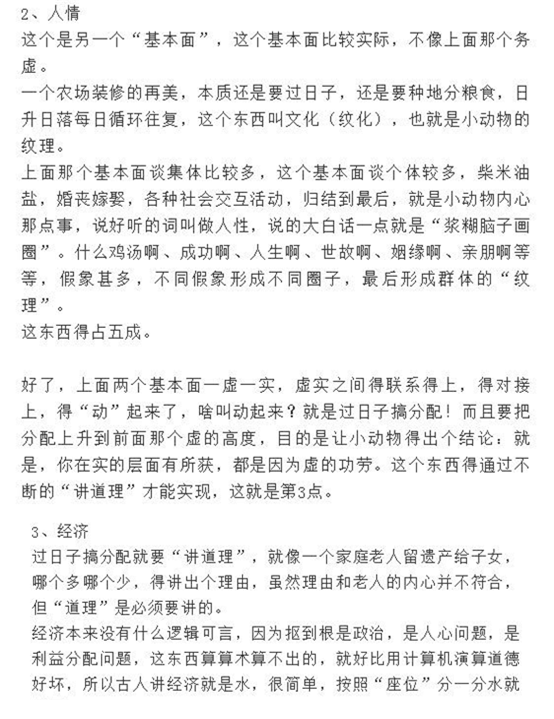 2、人情
这个是另一个“基本面”，这个基本面比较实际，不像上面那个务
虚。
一个农场装修的再美，本质还是要过日子，还是要种地分粮食，日
升日落每日循环往复，这个东西叫文化（纹化），也就是小动物的
纹理。
上面那个基本面谈集体比较多，这个基本面谈个体较多，柴米油
盐，婚丧嫁娶，各种社会交互活动，归结到最后，就是小动物内心
那点事，说好听的词叫做人性，说的大白话一点就是“浆糊脑子画
圈”。什么鸡汤啊、成功啊、人生啊、世故啊、姻缘啊、亲朋啊等
等，假象甚多，不同假象形成不同圈子，最后形成群体的“纹
理”。
这东西得占五成。
好了，上面两个基本面一虚一实，虚实之间得联系得上，得对接
上，得“动”起来了，啥叫动起来？就是过日子搞分配！而且要把
分配上升到前面那个虚的高度，目的是让小动物得出个结论：就
是，你在实的层面有所获，都是因为虚的功劳。这个东西得通过不
断的“讲道理”才能实现，这就是第3点。
3、经济
过日子搞分配就要“讲道理”，就像一个家庭老人留遗产给子女，
哪个多哪个少，得讲出个理由，虽然理由和老人的内心并不符合，
但“道理”是必须要讲的。
经济本来没有什么逻辑可言，因为抠到根是政治，是人心问题，是
利益分配问题，这东西算算术算不出的，就好比用计算机演算道德
好坏，所以古人讲经济就是水，很简单，按照“座位”分一分水就